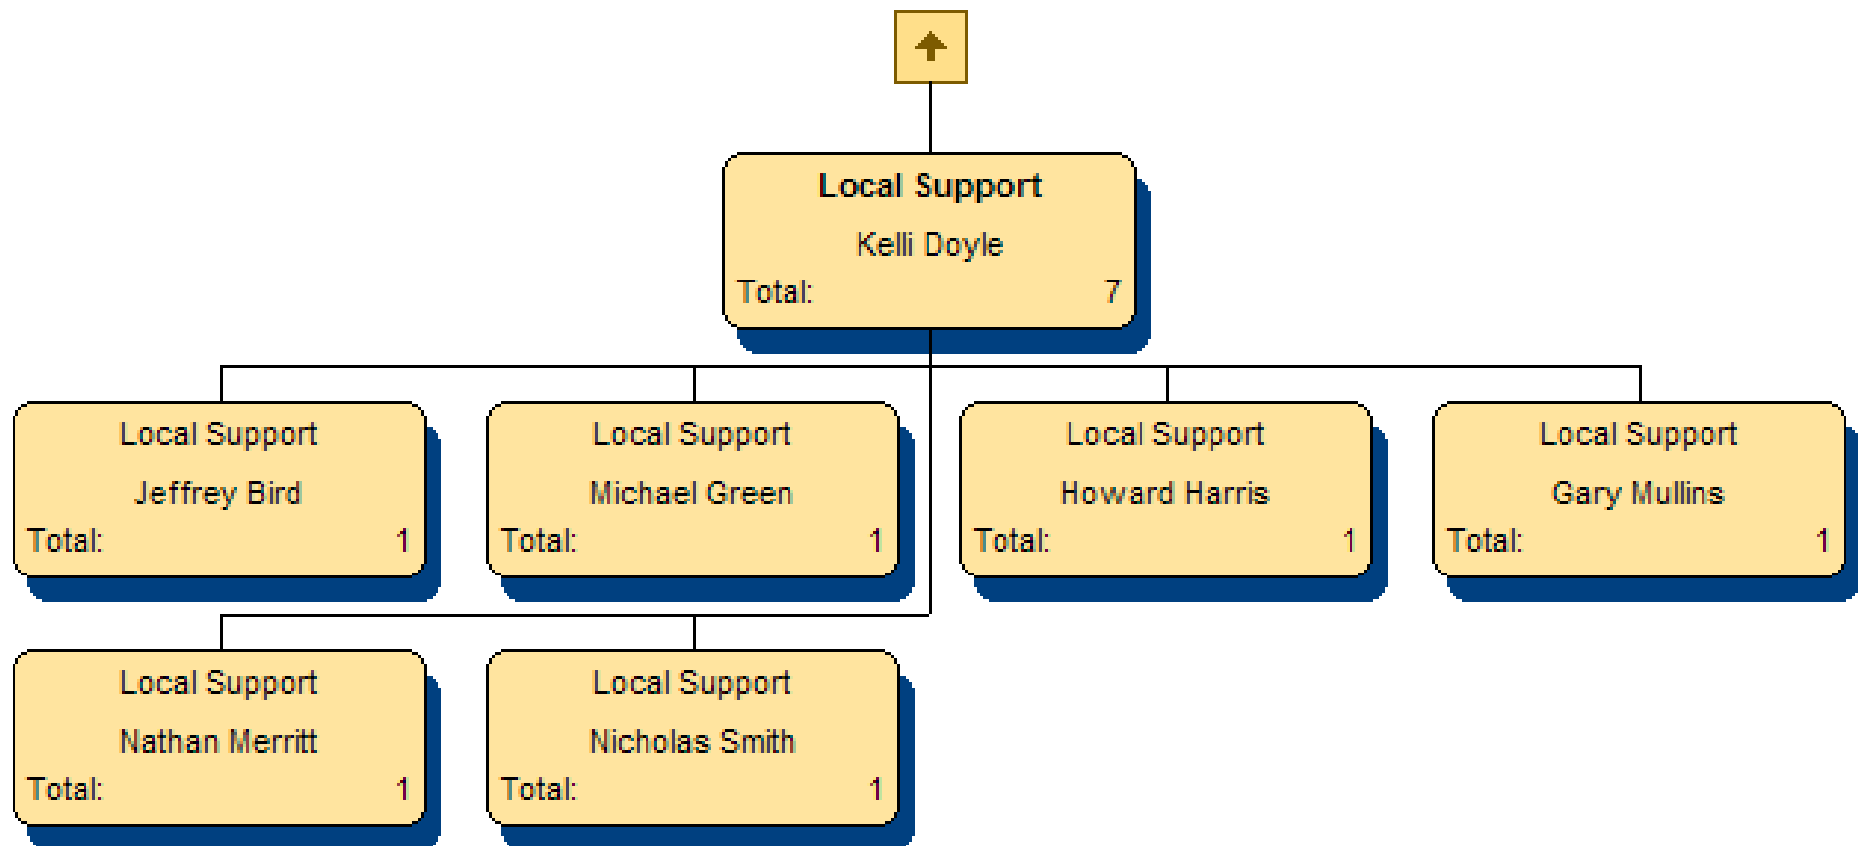 Local Support
Kelli Doyle
Total: 7
Local Support
Jeffrey Bird
Total: 1
Local Support
Michael Green
Total: 1
Local Support
Howard Harris
Total: 1
Local Support
Gary Mullins
Total: 1
Local Support
Nathan Merritt
Total: 1
Local Support
Nicholas Smith
Total: 1